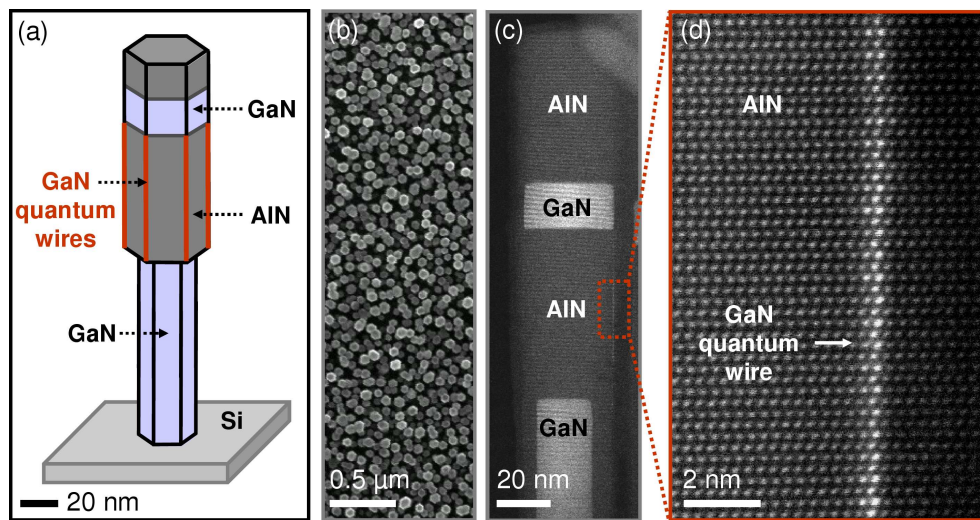 (a)
GaN
GaN
quantum
wires
AlN
GaN
Si
20 nm
(b)
0.5 μm
(c)
AlN
GaN
AlN
GaN
20 nm
(d)
AlN
GaN
quantum
wire
2 nm